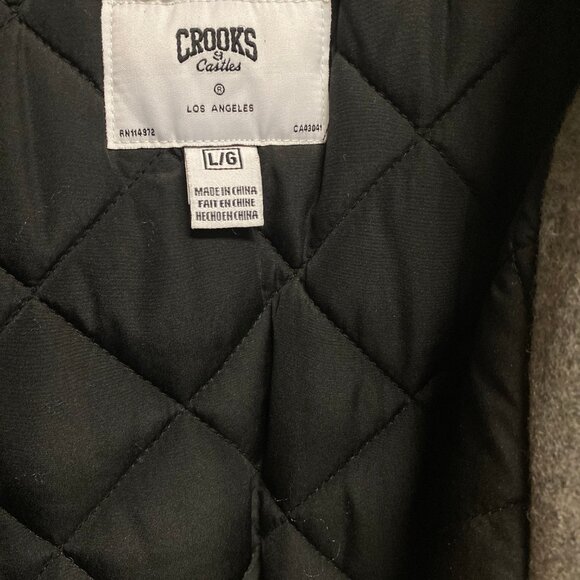 CROOKS
&
Castles
®
LOS ANGELES
RN114972 CA43041
L/G
MADE IN CHINA
FAIT EN CHINE
HECHO EN CHINA